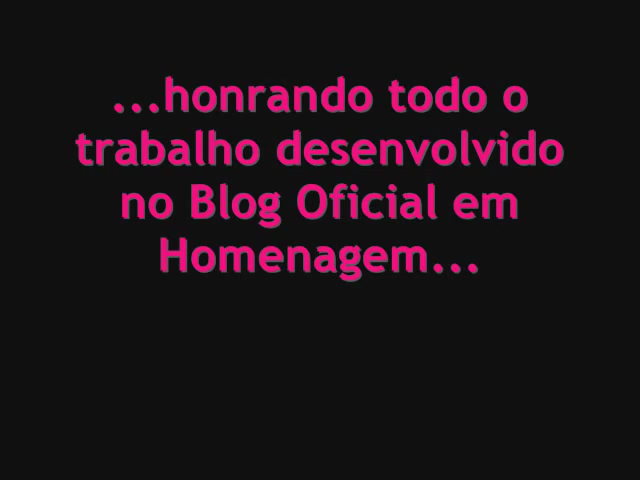 ...honrando todo o
trabalho desenvolvido
no Blog Oficial em
Homenagem...